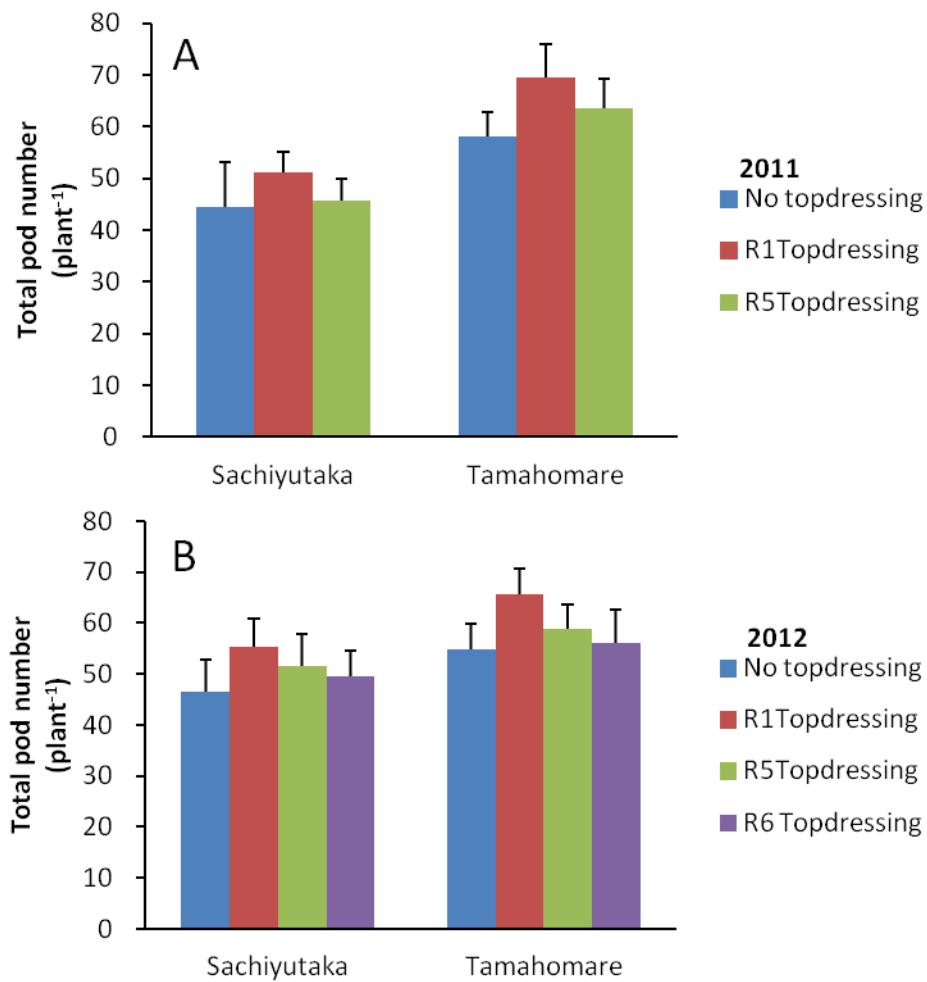 80
70
60
50
40
30
20
10
0
Total pod number
(plant⁻¹)
A
Sachiyutaka Tamahomare
2011
No topdressing
R1Topdressing
R5Topdressing
80
70
60
50
40
30
20
10
0
Total pod number
(plant⁻¹)
B
Sachiyutaka Tamahomare
2012
No topdressing
R1Topdressing
R5Topdressing
R6 Topdressing